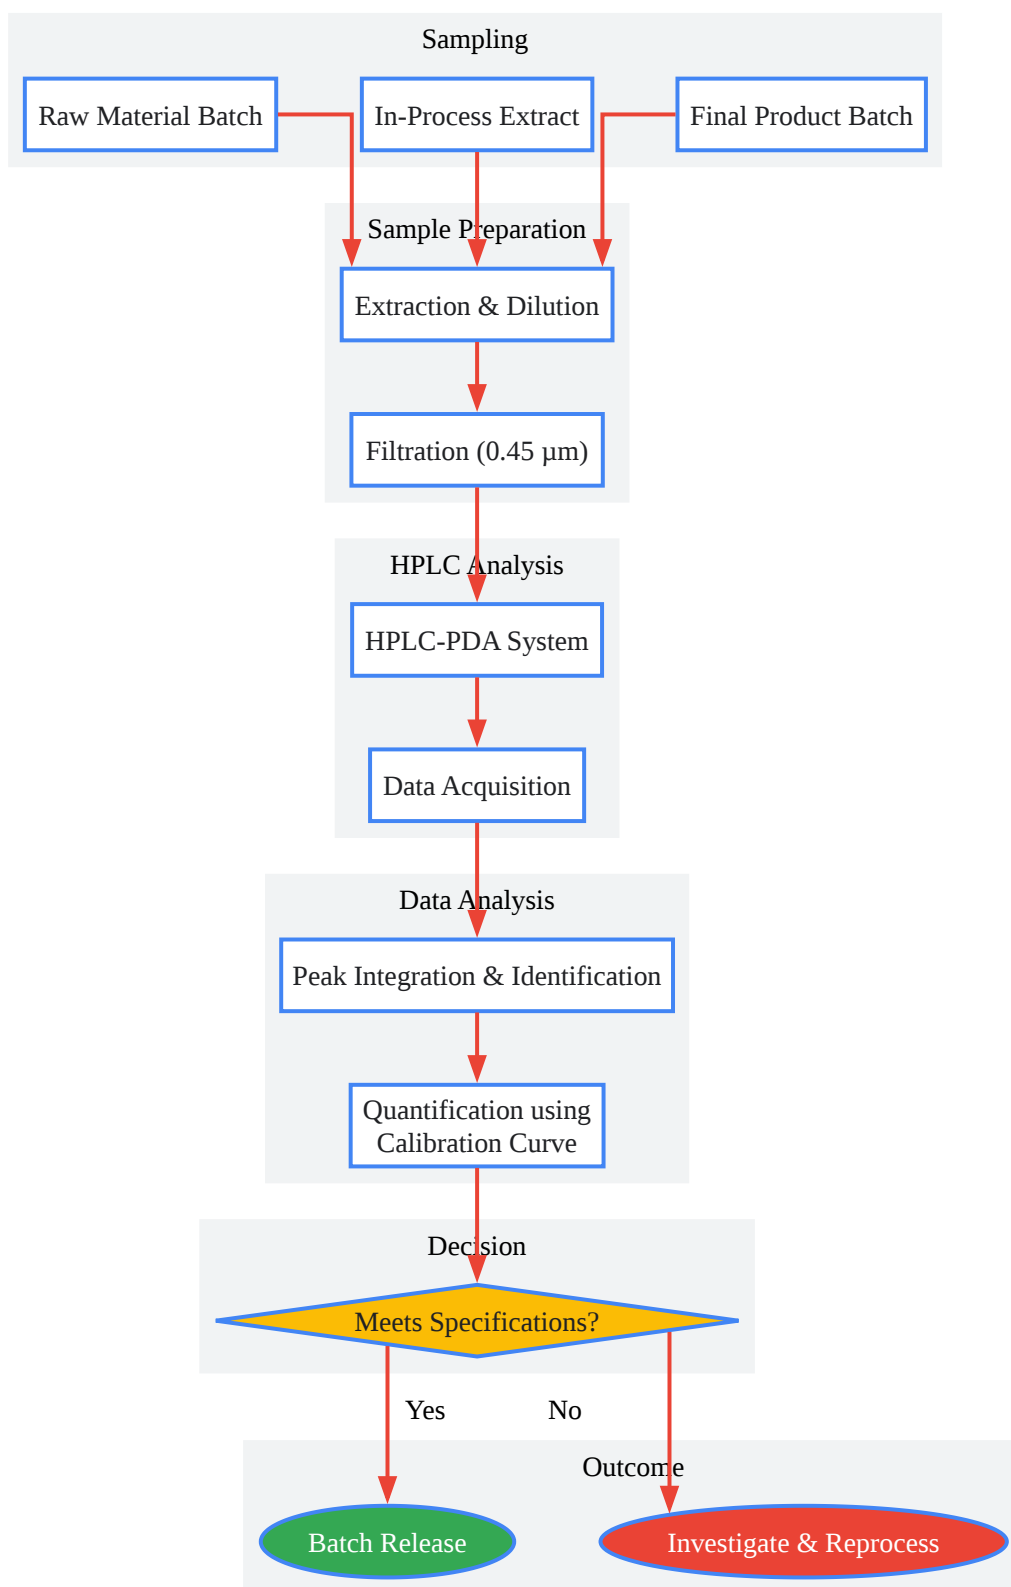 Sampling
Raw Material Batch
In-Process Extract
Final Product Batch
Sample Preparation
Extraction & Dilution
Filtration (0.45 µm)
HPLC Analysis
HPLC-PDA System
Data Acquisition
Data Analysis
Peak Integration & Identification
Quantification using
Calibration Curve
Decision
Meets Specifications?
Yes
No
Outcome
Batch Release
Investigate & Reprocess